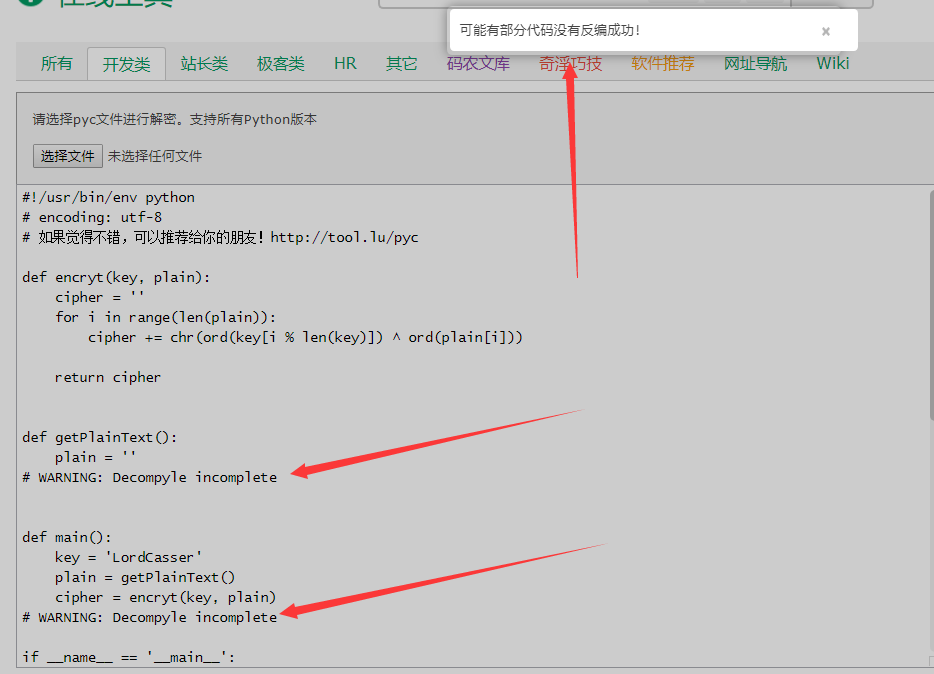 在线工具
可能有部分代码没有反编成功! ×
所有 开发类 站长类 极客类 HR 其它 码农文库 奇淫巧技 软件推荐 网址导航 Wiki
请选择pyc文件进行解密。支持所有Python版本
选择文件 未选择任何文件
#!/usr/bin/env python
# encoding: utf-8
# 如果觉得不错，可以推荐给你的朋友！http://tool.lu/pyc
def encryt(key, plain):
    cipher = ''
    for i in range(len(plain)):
        cipher += chr(ord(key[i % len(key)]) ^ ord(plain[i]))
    return cipher
def getPlainText():
    plain = ''
# WARNING: Decompyle incomplete
def main():
    key = 'LordCasser'
    plain = getPlainText()
    cipher = encryt(key, plain)
# WARNING: Decompyle incomplete
if __name__ == '__main__':